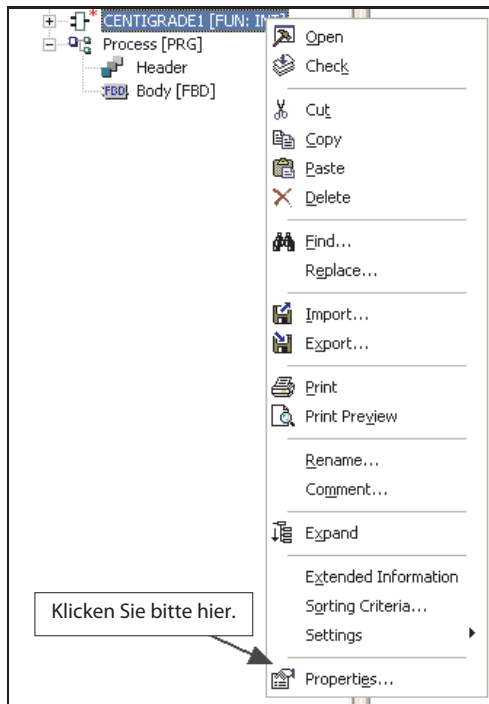 CENTIGRADE1 [FUN: INT]
Process [PRG]
Header
FBD Body [FBD]
Open
Check
Cut
Copy
Paste
Delete
Find...
Replace...
Import...
Export...
Print
Print Preview
Rename...
Comment...
Expand
Extended Information
Sorting Criteria...
Settings
Klicken Sie bitte hier.
Properties...